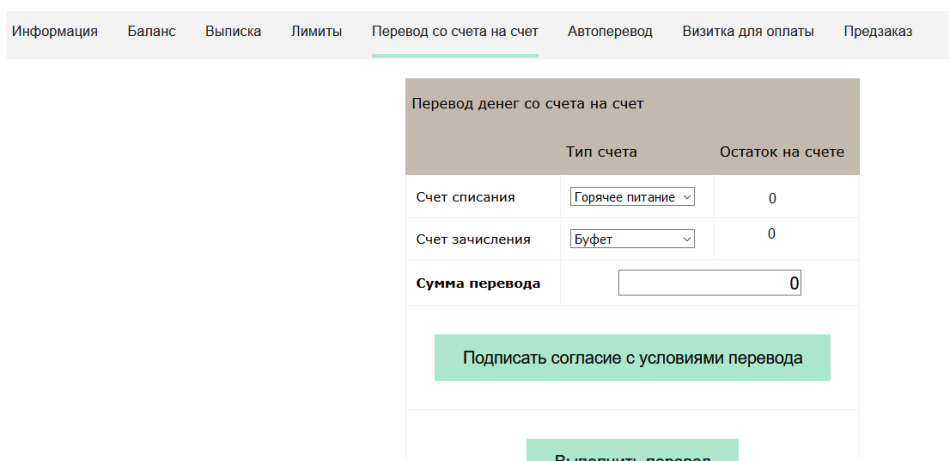 Информация Баланс Выписка Лимиты Перевод со счета на счет Автоперевод Визитка для оплаты Предзаказ
Перевод денег со счета на счет
Тип счета Остаток на счете
Счет списания Горячее питание 0
Счет зачисления Буфет 0
Сумма перевода 0
Подписать согласие с условиями перевода
Выполнить перевод